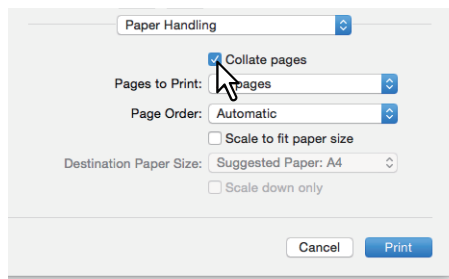 Paper Handling
Collate pages
Pages to Print: pages
Page Order: Automatic
Scale to fit paper size
Destination Paper Size: Suggested Paper: A4
Scale down only
Cancel Print